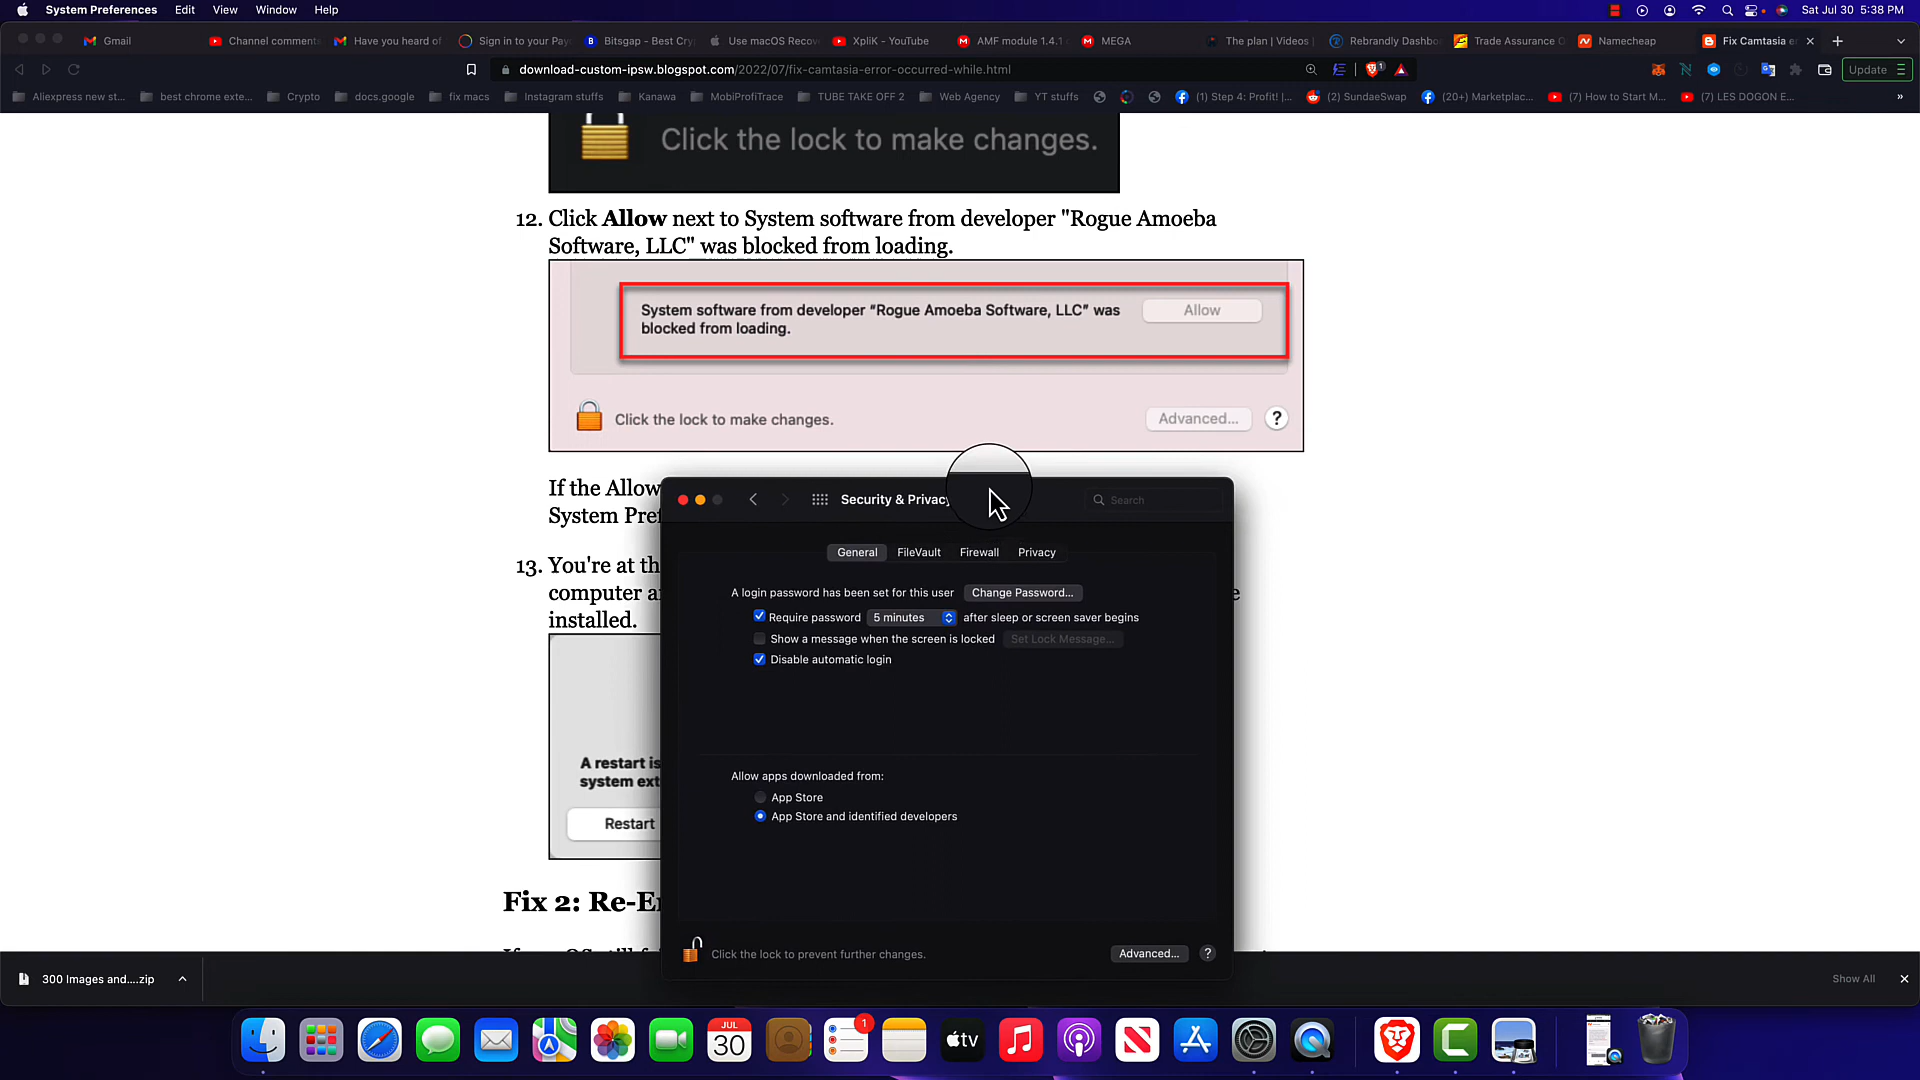 System Preferences Edit View Window Help Sat Jul 30 5:38 PM
Gmail Channel comment Have you heard of Sign in to your Pay Bitsgap - Best Cry Use macOS Recov XpliK - YouTube AMF module 1.4.1 MEGA The plan | Videos Rebrandly Dashbo Trade Assurance O Namecheap Fix Camtasia er
download-custom-ipsw.blogspot.com/2022/07/fix-camtasia-error-occurred-while.html 1 Update
Aliexpress new st... best chrome exte... Crypto docs.google fix macs Instagram stuffs Kanawa MobiProfiTrace TUBE TAKE OFF 2 Web Agency YT stuffs (1) Step 4: Profit! |... (2) SundaeSwap (20+) Marketplac... (7) How to Start M... (7) LES DOGON E... »
Click the lock to make changes.
12. Click Allow next to System software from developer "Rogue Amoeba
Software, LLC" was blocked from loading.
System software from developer “Rogue Amoeba Software, LLC” was
blocked from loading.
Allow
Click the lock to make changes. Advanced... ?
If the Allow
System Pref
13. You're at th
computer a e
installed.
A restart is
system ext
Restart
Fix 2: Re-E
Security & Privacy Search
General FileVault Firewall Privacy
A login password has been set for this user Change Password...
Require password 5 minutes after sleep or screen saver begins
Show a message when the screen is locked Set Lock Message...
Disable automatic login
Allow apps downloaded from:
App Store
App Store and identified developers
Click the lock to prevent further changes. Advanced... ?
300 Images and....zip Show All
JUL
30
1
tv